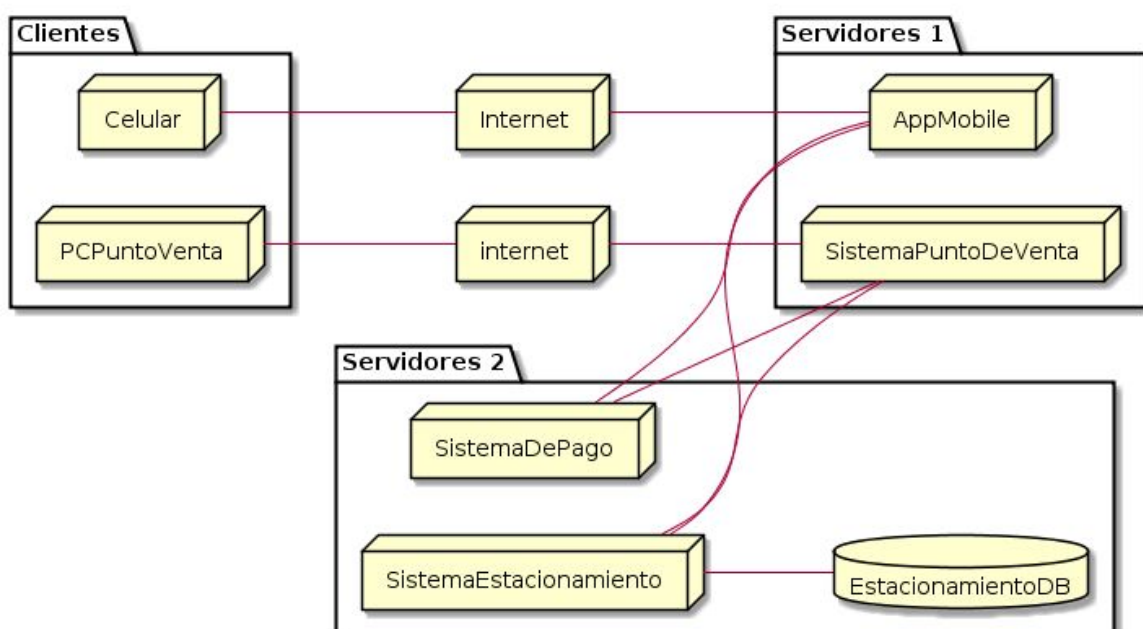 Clientes
Servidores 1
Celular
Internet
AppMobile
PCPuntoVenta
internet
SistemaPuntoDeVenta
Servidores 2
SistemaDePago
SistemaEstacionamiento
EstacionamientoDB